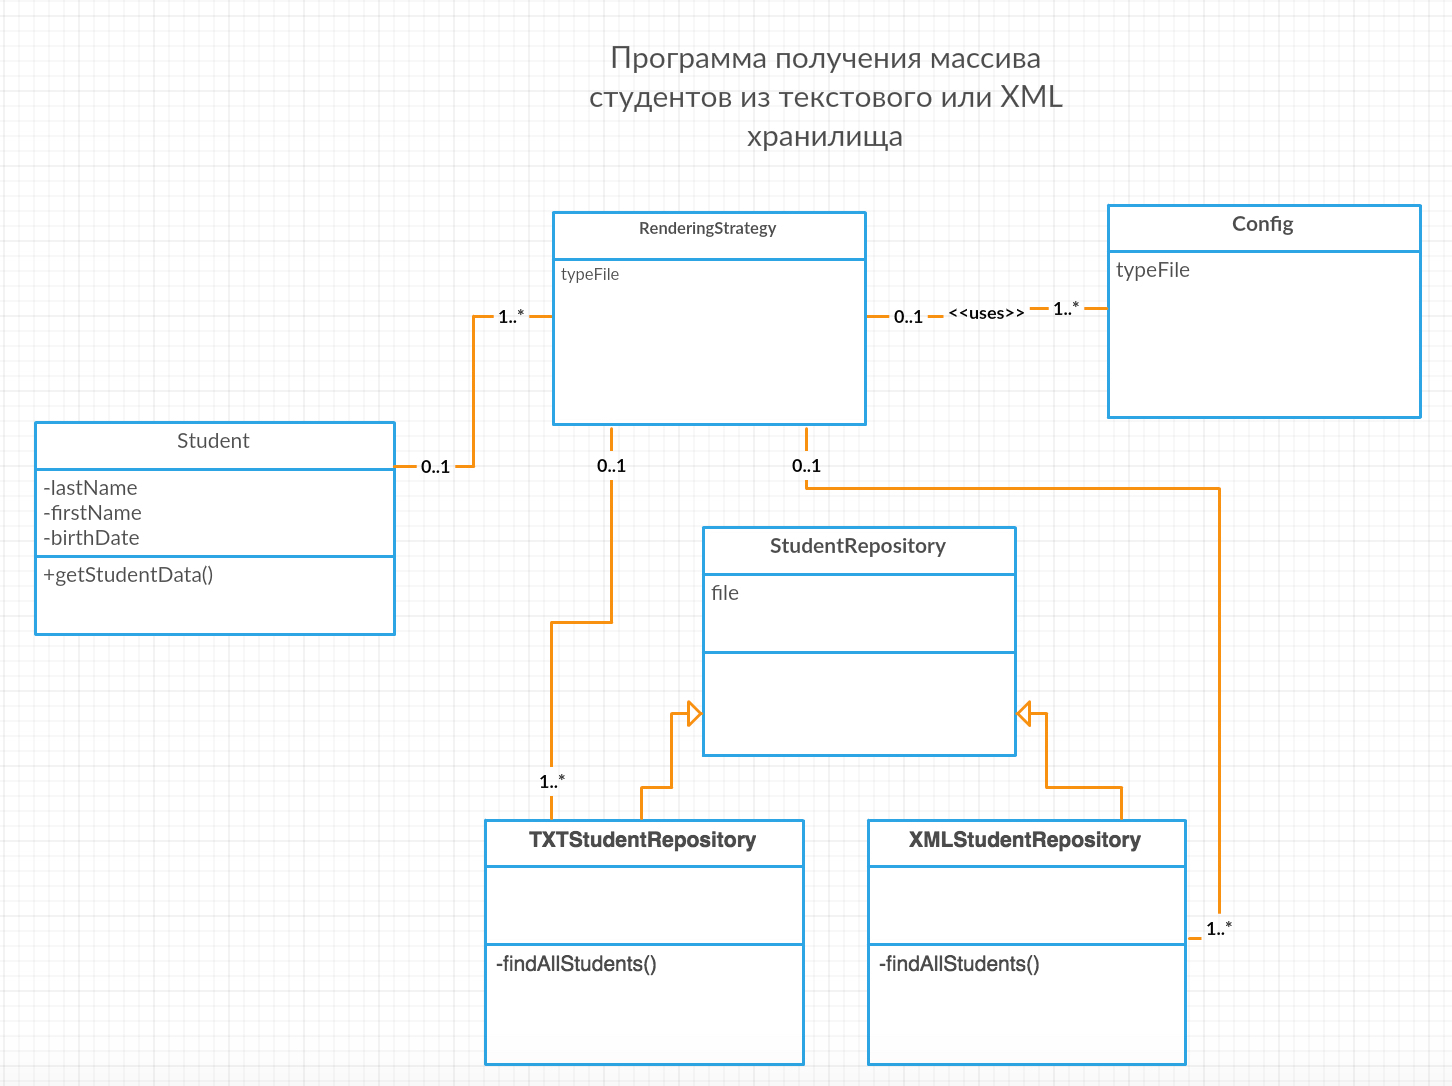 Программа получения массива
студентов из текстового или XML
хранилища
RenderingStrategy
typeFile
Config
typeFile
1..*
0..1
<<uses>>
1..*
Student
-lastName
-firstName
-birthDate
+getStudentData()
0..1
0..1
0..1
StudentRepository
file
1..*
TXTStudentRepository
-findAllStudents()
XMLStudentRepository
-findAllStudents()
1..*